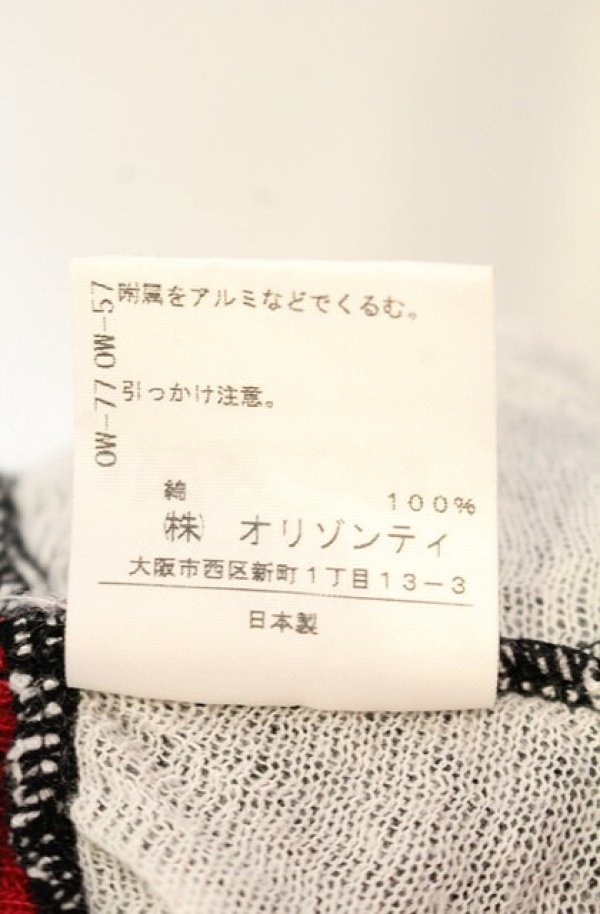 附属をアルミなどでくるむ。
引っかけ注意。
OW-77 OW-57
綿 100%
㈱ オリゾンティ
大阪市西区新町1丁目13-3
日本製